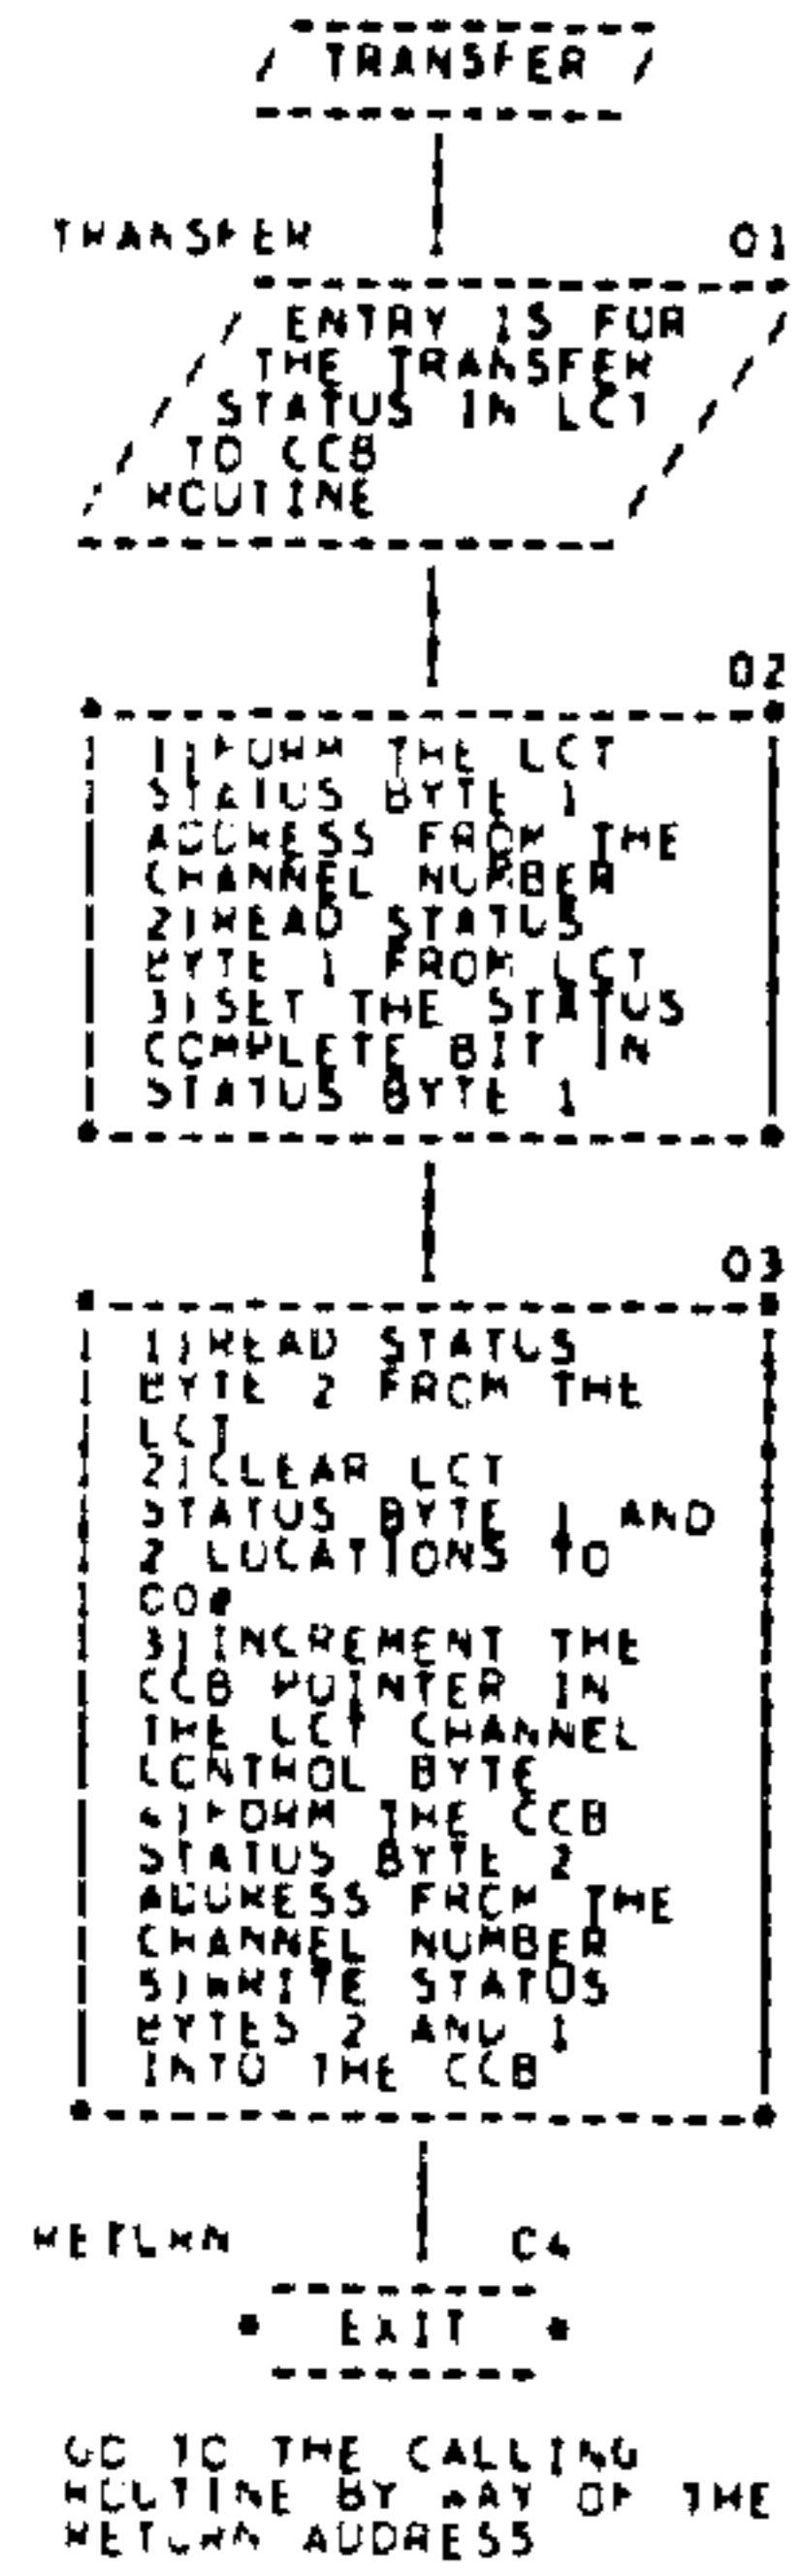 TRANSFER
TRANSFER 01
ENTRY IS FOR
THE TRANSFER
STATUS IN LCT
TO CCB
ROUTINE
02
1)FORM THE LCT
STATUS BYTE 1
ADDRESS FROM THE
CHANNEL NUMBER
2)READ STATUS
BYTE 1 FROM LCT
3)SET THE STATUS
COMPLETE BIT IN
STATUS BYTE 1
03
1)READ STATUS
BYTE 2 FROM THE
LCT
2)CLEAR LCT
STATUS BYTE 1 AND
2 LOCATIONS TO
3)INCREMENT THE
CCB POINTER IN
THE LCT CHANNEL
CONTROL BYTE
4)FORM THE CCB
STATUS BYTE 2
ADDRESS FROM THE
CHANNEL NUMBER
5)WRITE STATUS
BYTES 2 AND 1
INTO THE CCB
RETURN 04
EXIT
GO TO THE CALLING
ROUTINE BY WAY OF THE
RETURN ADDRESS